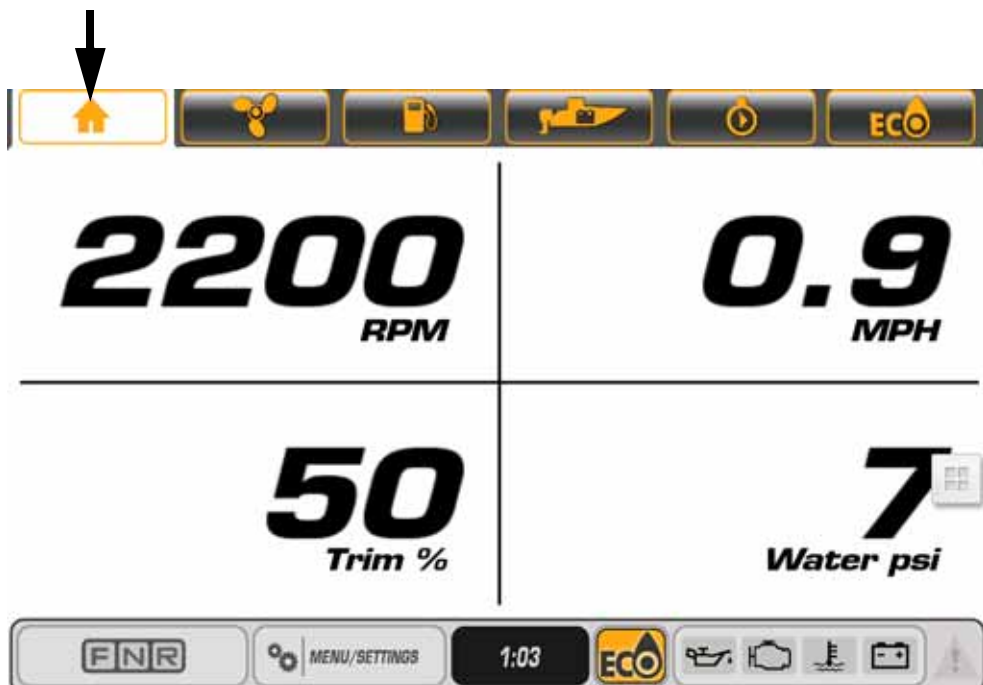 ECO
2200 0.9
RPM MPH
50 7
Trim % Water psi
FNR MENU/SETTINGS 1:03 ECO